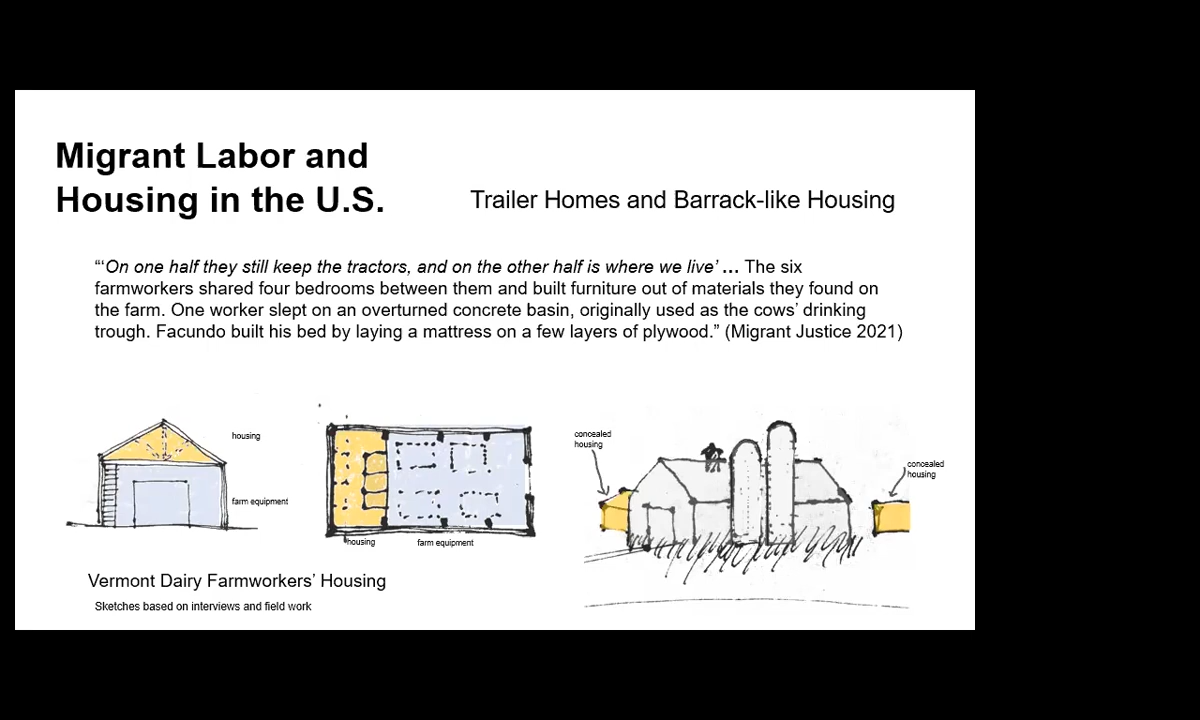 Migrant Labor and
Housing in the U.S.
Trailer Homes and Barrack-like Housing
“‘On one half they still keep the tractors, and on the other half is where we live’ ... The six
farmworkers shared four bedrooms between them and built furniture out of materials they found on
the farm. One worker slept on an overturned concrete basin, originally used as the cows’ drinking
trough. Facundo built his bed by laying a mattress on a few layers of plywood.” (Migrant Justice 2021)
housing
farm equipment
housing
farm equipment
concealed
housing
concealed
housing
Vermont Dairy Farmworkers’ Housing
Sketches based on interviews and field work